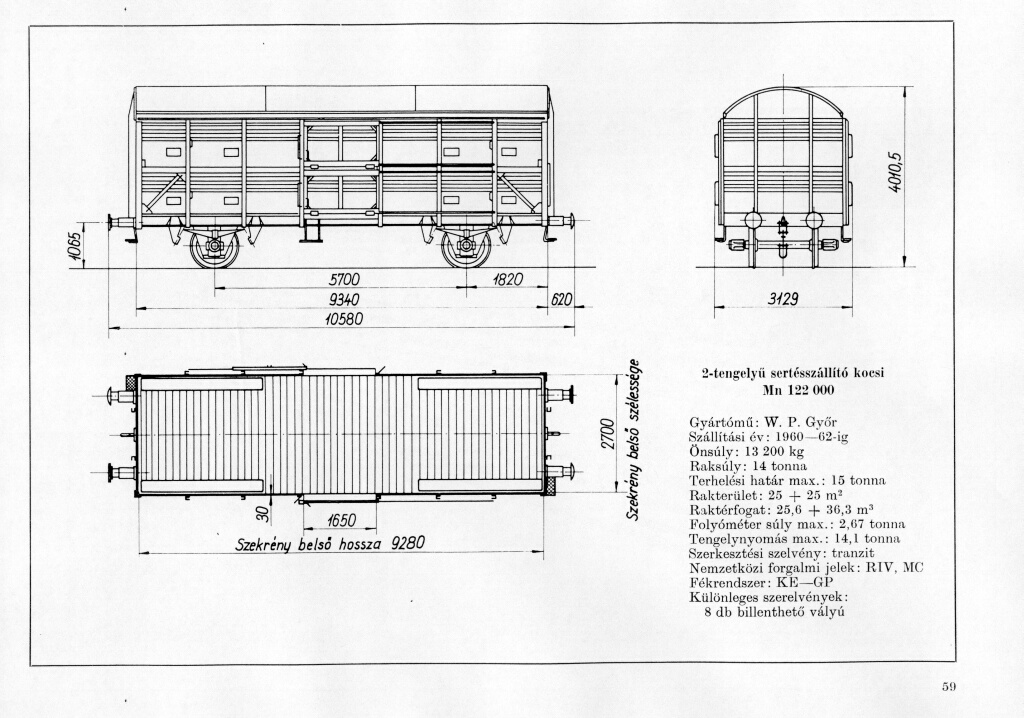 1065
5700
1820
9340
620
10580
4010,5
3129
2700
Szekrény belső szélessége
30
1650
Szekrény belső hossza 9280
2-tengelyű sertésszállító kocsi
Mn 122 000
Gyártómű: W. P. Győr
Szállítási év: 1960—62-ig
Önsúly: 13 200 kg
Raksúly: 14 tonna
Terhelési határ max.: 15 tonna
Rakterület: 25 + 25 m²
Raktérfogat: 25,6 + 36,3 m³
Folyóméter súly max.: 2,67 tonna
Tengelynyomás max.: 14,1 tonna
Szerkesztési szelvény: tranzit
Nemzetközi forgalmi jelek: RIV, MC
Fékrendszer: KE—GP
Különleges szerelvények:
8 db billenthető vályú
59